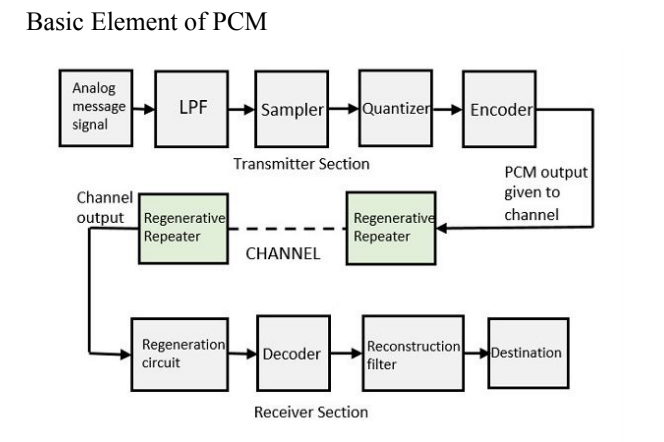 Basic Element of PCM
Analog
message
signal
LPF
Sampler
Quantizer
Encoder
Transmitter Section
PCM output
given to
channel
Channel
output
Regenerative
Repeater
CHANNEL
Regenerative
Repeater
Regeneration
circuit
Decoder
Reconstruction
filter
Destination
Receiver Section